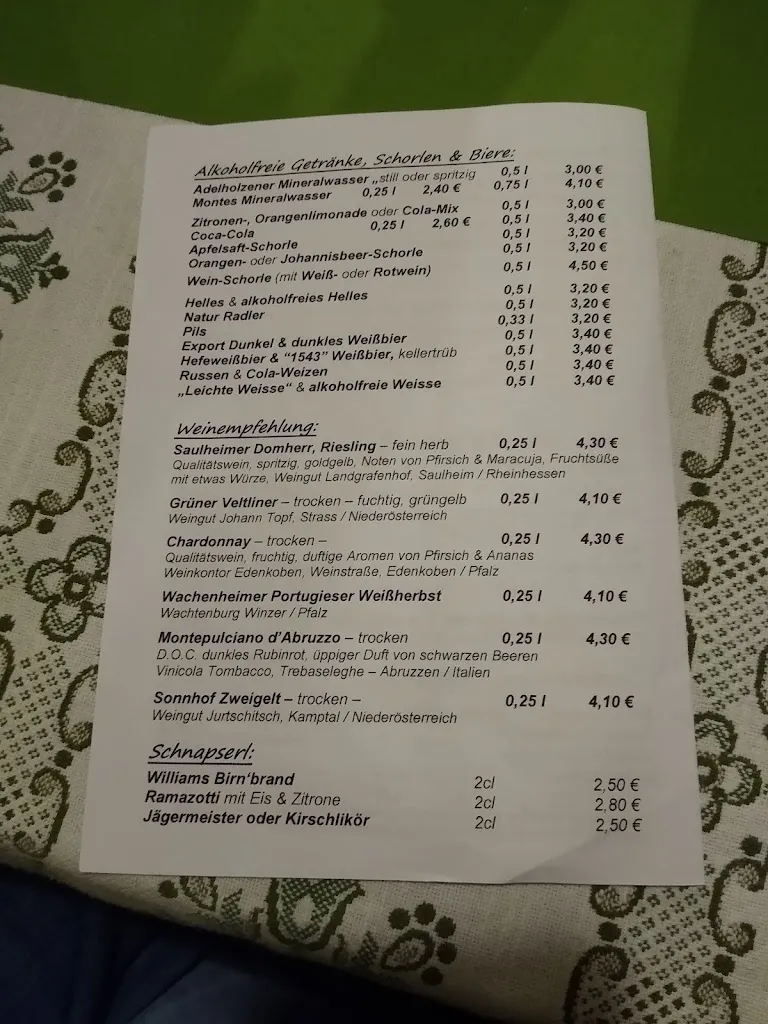 Alkoholfreie Getränke, Schorlen & Biere:
Adelholzener Mineralwasser „still oder spritzig 0,5 l 3,00 €
Montes Mineralwasser 0,25 l 2,40 € 0,75 l 4,10 €
Zitronen-, Orangenlimonade oder Cola-Mix 0,5 l 3,00 €
Coca-Cola 0,25 l 2,60 € 0,5 l 3,40 €
Apfelsaft-Schorle 0,5 l 3,20 €
Orangen- oder Johannisbeer-Schorle 0,5 l 3,20 €
Wein-Schorle (mit Weiß- oder Rotwein) 0,5 l 4,50 €
Helles & alkoholfreies Helles 0,5 l 3,20 €
Natur Radler 0,5 l 3,20 €
Pils 0,33 l 3,20 €
Export Dunkel & dunkles Weißbier 0,5 l 3,40 €
Hefeweißbier & “1543” Weißbier, kellertrüb 0,5 l 3,40 €
Russen & Cola-Weizen 0,5 l 3,40 €
„Leichte Weisse“ & alkoholfreie Weisse 0,5 l 3,40 €
Weinempfehlung:
Saulheimer Domherr, Riesling – fein herb 0,25 l 4,30 €
Qualitätswein, spritzig, goldgelb, Noten von Pfirsich & Maracuja, Fruchtsüße
mit etwas Würze, Weingut Landgrafenhof, Saulheim / Rheinhessen
Grüner Veltliner – trocken – fuchtig, grüngelb 0,25 l 4,10 €
Weingut Johann Topf, Strass / Niederösterreich
Chardonnay – trocken – 0,25 l 4,30 €
Qualitätswein, fruchtig, duftige Aromen von Pfirsich & Ananas
Weinkontor Edenkoben, Weinstraße, Edenkoben / Pfalz
Wachenheimer Portugieser Weißherbst 0,25 l 4,10 €
Wachtenburg Winzer / Pfalz
Montepulciano d’Abruzzo – trocken 0,25 l 4,30 €
D.O.C. dunkles Rubinrot, üppiger Duft von schwarzen Beeren
Vinicola Tombacco, Trebaseleghe – Abruzzen / Italien
Sonnhof Zweigelt – trocken – 0,25 l 4,10 €
Weingut Jurtschitsch, Kamptal / Niederösterreich
Schnapserl:
Williams Birn‘brand 2cl 2,50 €
Ramazotti mit Eis & Zitrone 2cl 2,80 €
Jägermeister oder Kirschlikör 2cl 2,50 €